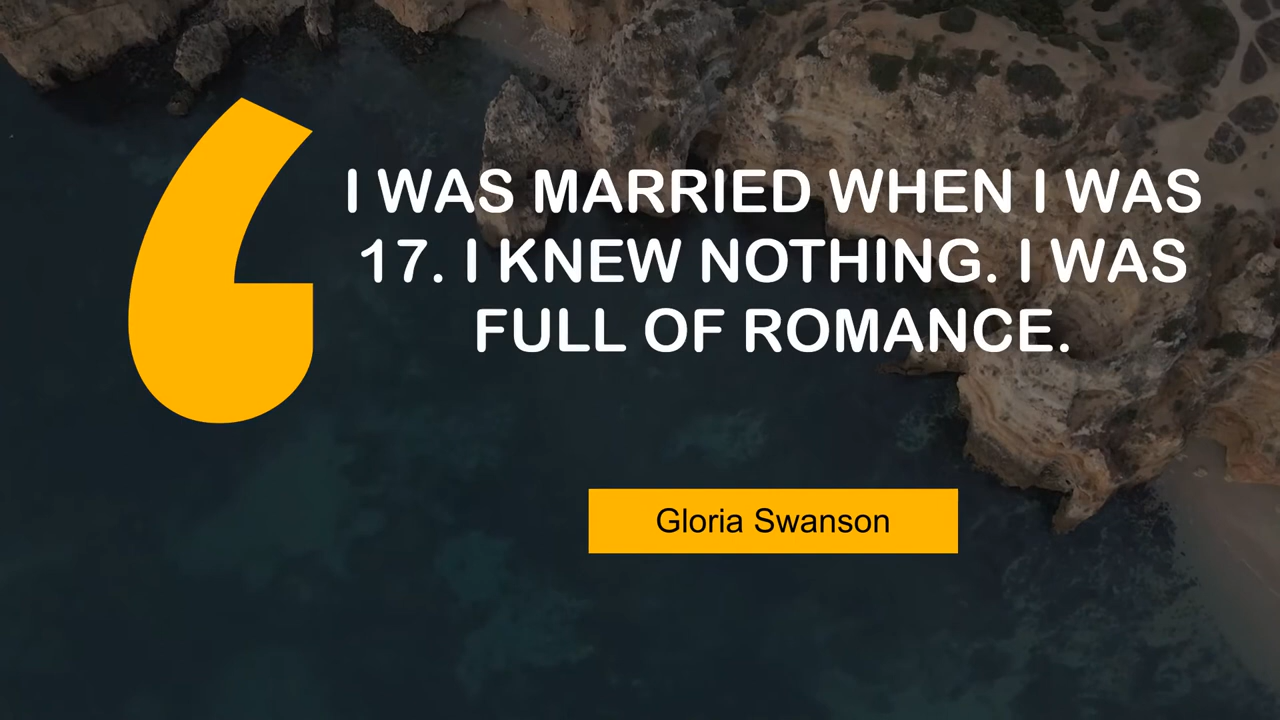 I WAS MARRIED WHEN I WAS
17. I KNEW NOTHING. I WAS
FULL OF ROMANCE.
Gloria Swanson